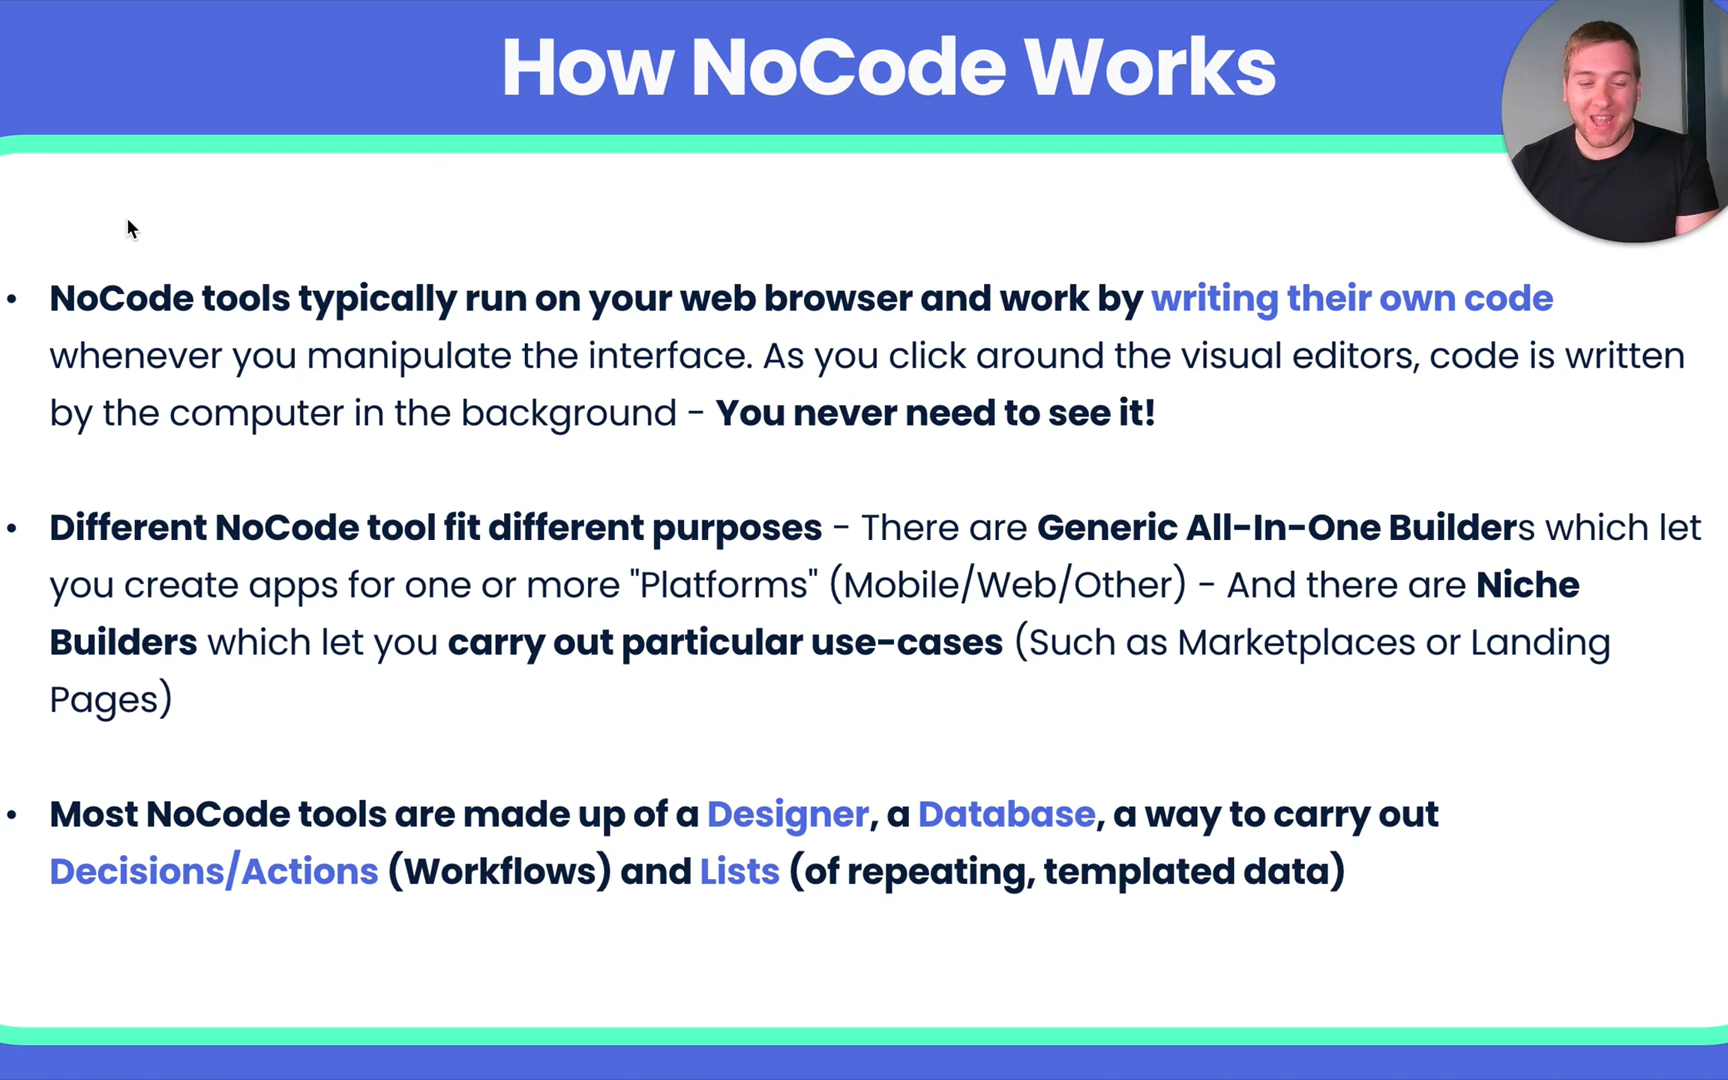 How NoCode Works
• NoCode tools typically run on your web browser and work by writing their own code
whenever you manipulate the interface. As you click around the visual editors, code is written
by the computer in the background - You never need to see it!
• Different NoCode tool fit different purposes - There are Generic All-In-One Builders which let
you create apps for one or more "Platforms" (Mobile/Web/Other) - And there are Niche
Builders which let you carry out particular use-cases (Such as Marketplaces or Landing
Pages)
• Most NoCode tools are made up of a Designer, a Database, a way to carry out
Decisions/Actions (Workflows) and Lists (of repeating, templated data)